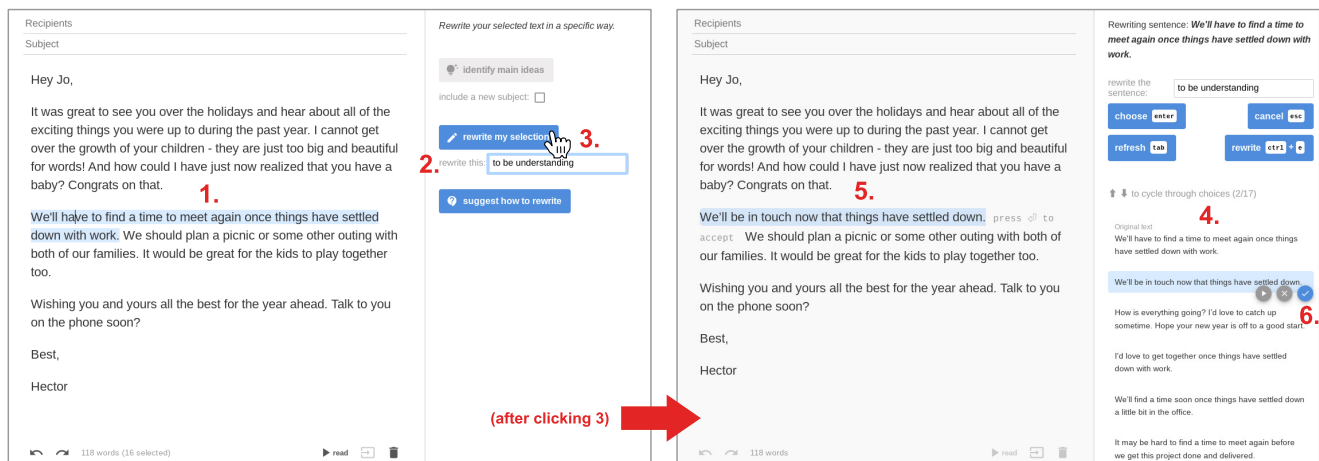 Recipients
Subject
Hey Jo,
It was great to see you over the holidays and hear about all of the
exciting things you were up to during the past year. I cannot get
over the growth of your children - they are just too big and beautiful
for words! And how could I have just now realized that you have a
baby? Congrats on that.
1.
We'll have to find a time to meet again once things have settled
down with work. We should plan a picnic or some other outing with
both of our families. It would be great for the kids to play together
too.
Wishing you and yours all the best for the year ahead. Talk to you
on the phone soon?
Best,
Hector
118 words (16 selected)
read
Rewrite your selected text in a specific way.
identify main ideas
include a new subject:
rewrite my selection
3.
2.
rewrite this: to be understanding
suggest how to rewrite
(after clicking 3)
Recipients
Subject
Hey Jo,
It was great to see you over the holidays and hear about all of the
exciting things you were up to during the past year. I cannot get
over the growth of your children - they are just too big and beautiful
for words! And how could I have just now realized that you have a
baby? Congrats on that.
5.
We'll be in touch now that things have settled down. press ⏎ to
accept We should plan a picnic or some other outing with both of
our families. It would be great for the kids to play together too.
Wishing you and yours all the best for the year ahead. Talk to you
on the phone soon?
Best,
Hector
118 words
read
Rewriting sentence: We'll have to find a time to
meet again once things have settled down with
work.
rewrite the
sentence:
to be understanding
choose enter
cancel esc
refresh tab
rewrite ctrl + e
⬆ ⬇ to cycle through choices (2/17)
4.
Original text
We'll have to find a time to meet again once things
have settled down with work.
We'll be in touch now that things have settled down.
6.
How is everything going? I'd love to catch up
sometime. Hope your new year is off to a good start.
I'd love to get together once things have settled
down with work.
We'll find a time soon once things have settled down
a little bit in the office.
It may be hard to find a time to meet again before
we get this project done and delivered.